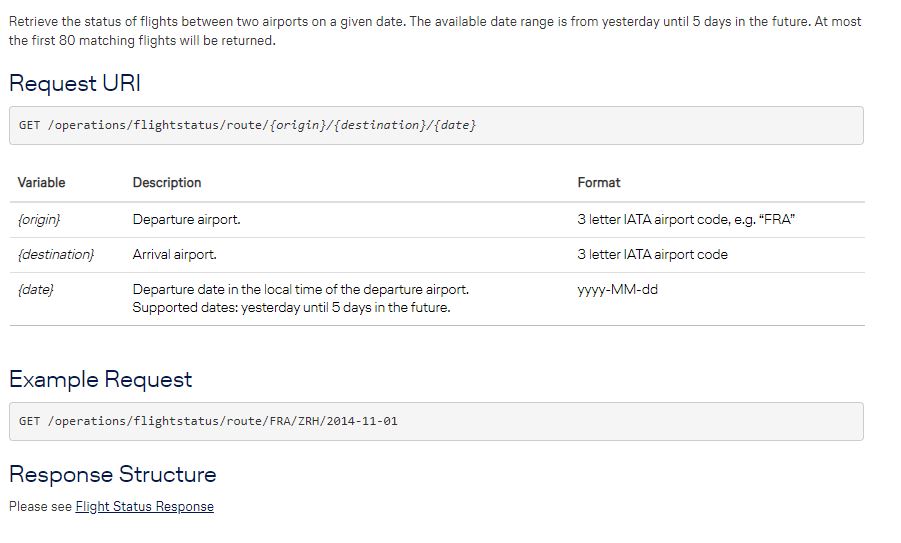 Retrieve the status of flights between two airports on a given date. The available date range is from yesterday until 5 days in the future. At most
the first 80 matching flights will be returned.
Request URI
GET /operations/flightstatus/route/{origin}/{destination}/{date}
Variable Description Format
{origin} Departure airport. 3 letter IATA airport code, e.g. “FRA”
{destination} Arrival airport. 3 letter IATA airport code
{date} Departure date in the local time of the departure airport. yyyy-MM-dd
Supported dates: yesterday until 5 days in the future.
Example Request
GET /operations/flightstatus/route/FRA/ZRH/2014-11-01
Response Structure
Please see Flight Status Response